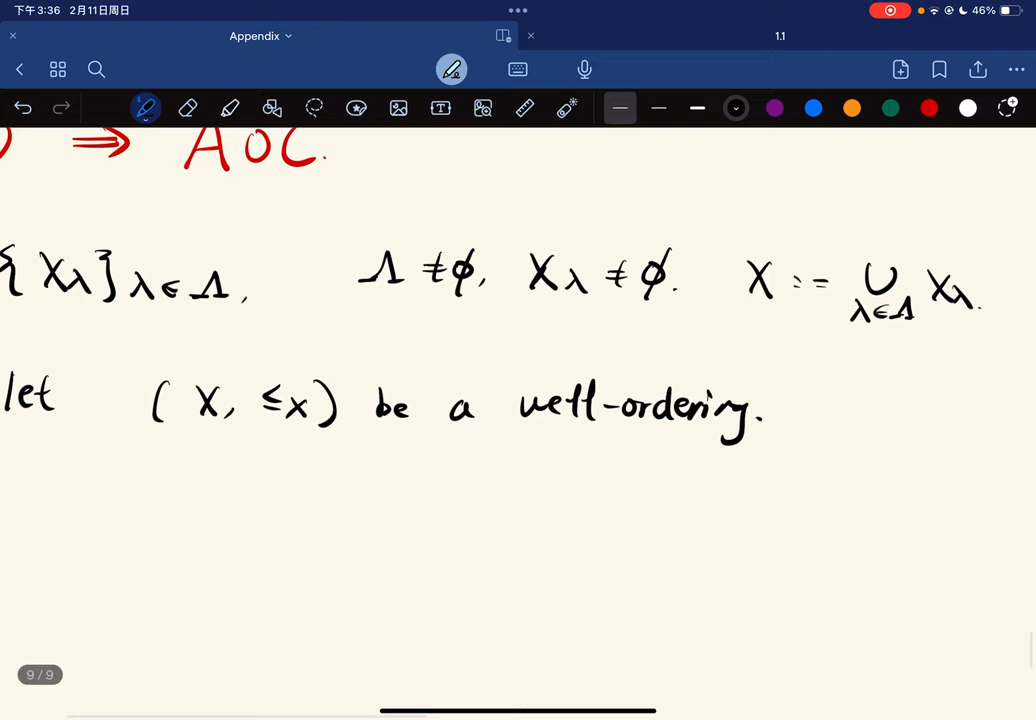 下午3:36 2月11日周日
46%
Appendix
1.1
⇒ AOC.
{Xλ}λ∈Λ, Λ ≠ ϕ, Xλ ≠ ϕ. X := ∪λ∈Λ Xλ.
let (X, ≤x) be a well-ordering.
9 / 9